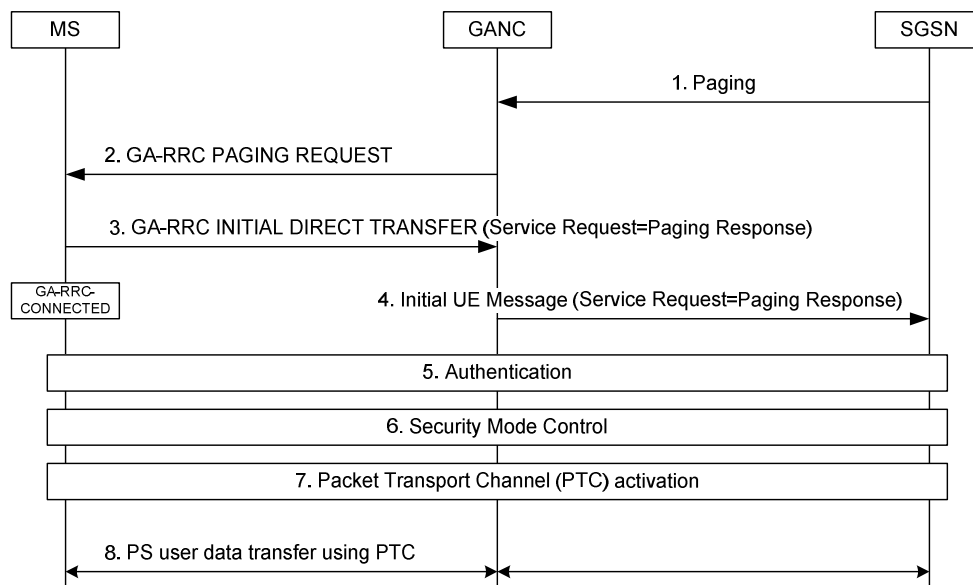 MS
GANC
SGSN
1. Paging
2. GA-RRC PAGING REQUEST
3. GA-RRC INITIAL DIRECT TRANSFER (Service Request=Paging Response)
GA-RRC-
CONNECTED
4. Initial UE Message (Service Request=Paging Response)
5. Authentication
6. Security Mode Control
7. Packet Transport Channel (PTC) activation
8. PS user data transfer using PTC